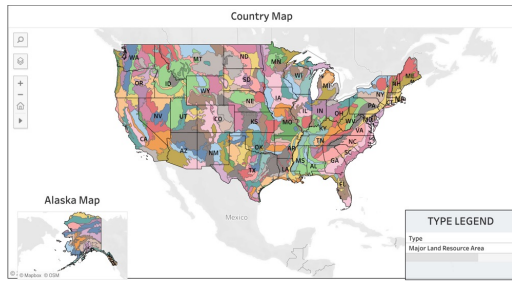 Country Map
WA
MT
ND
MN
ME
OR
ID
SD
WI
NH
NY
WY
MI
IA
NE
PA
NV
UT
CO
IL
IN
OH
KS
MO
WV
VA
CA
KY
NC
TN
AZ
NM
OK
AR
SC
MS
AL
GA
TX
LA
FL
Alaska Map
Mexico
TYPE LEGEND
Type
Major Land Resource Area
© Mapbox © OSM